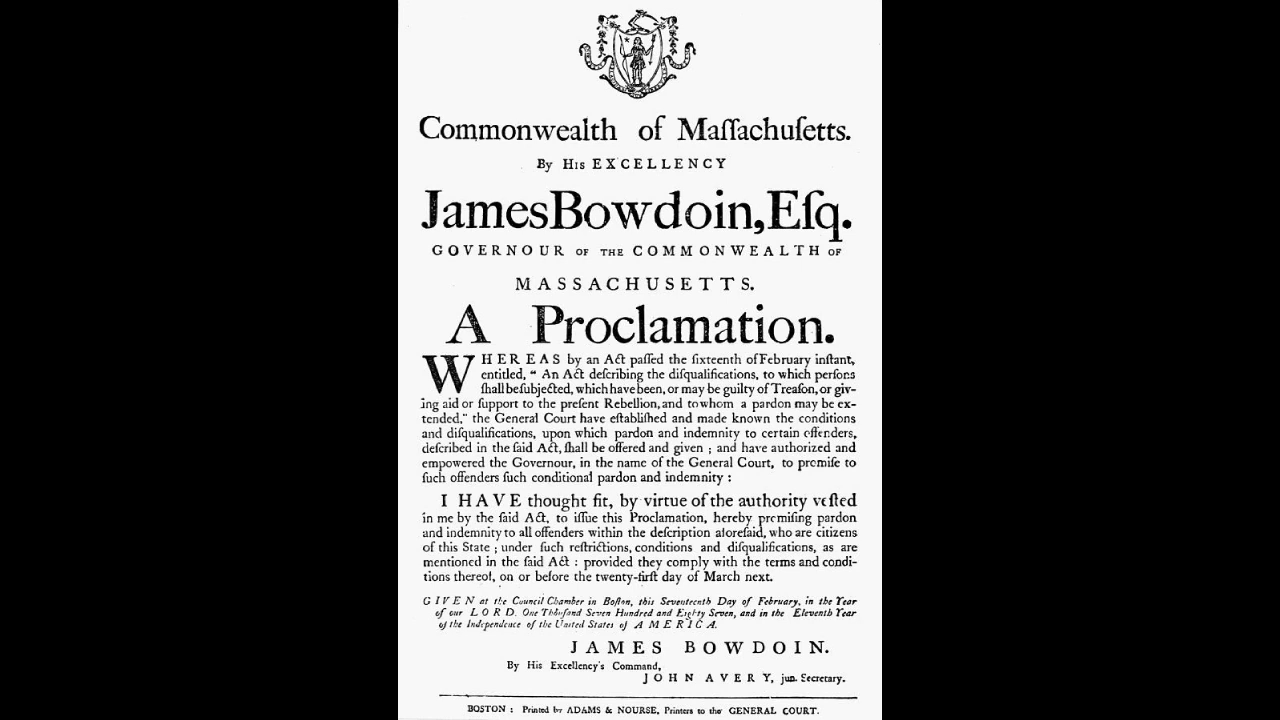 Commonwealth of Maſſachuſetts.
By His EXCELLENCY
James Bowdoin, Eſq.
GOVERNOUR OF THE COMMONWEALTH OF
MASSACHUSETTS.
A Proclamation.
WHEREAS by an Act paſſed the ſixteenth of February inſtant,
entitled, “ An Act deſcribing the diſqualifications, to which perſons
ſhall be ſubjected, which have been, or may be guilty of Treaſon, or giv-
ing aid or ſupport to the preſent Rebellion, and to whom a pardon may be ex-
tended,” the General Court have eſtabliſhed and made known the conditions
and diſqualifications, upon which pardon and indemnity to certain offenders,
deſcribed in the ſaid Act, ſhall be offered and given ; and have authorized and
empowered the Governour, in the name of the General Court, to promiſe to
ſuch offenders ſuch conditional pardon and indemnity :
I HAVE thought fit, by virtue of the authority veſted
in me by the ſaid Act, to iſſue this Proclamation, hereby premiſing pardon
and indemnity to all offenders within the deſcription aforeſaid, who are citizens
of this State ; under ſuch reſtrictions, conditions and diſqualifications, as are
mentioned in the ſaid Act : provided they comply with the terms and condi-
tions thereof, on or before the twenty-firſt day of March next.
GIVEN at the Council Chamber in Boſton, this Seventeenth Day of February, in the Year
of our LORD, One Thouſand Seven Hundred and Eighty Seven, and in the Eleventh Year
of the Independence of the United States of AMERICA.
JAMES BOWDOIN.
By His Excellency's Command,
JOHN AVERY, jun. Secretary.
BOSTON : Printed by ADAMS & NOURSE, Printers to the GENERAL COURT.